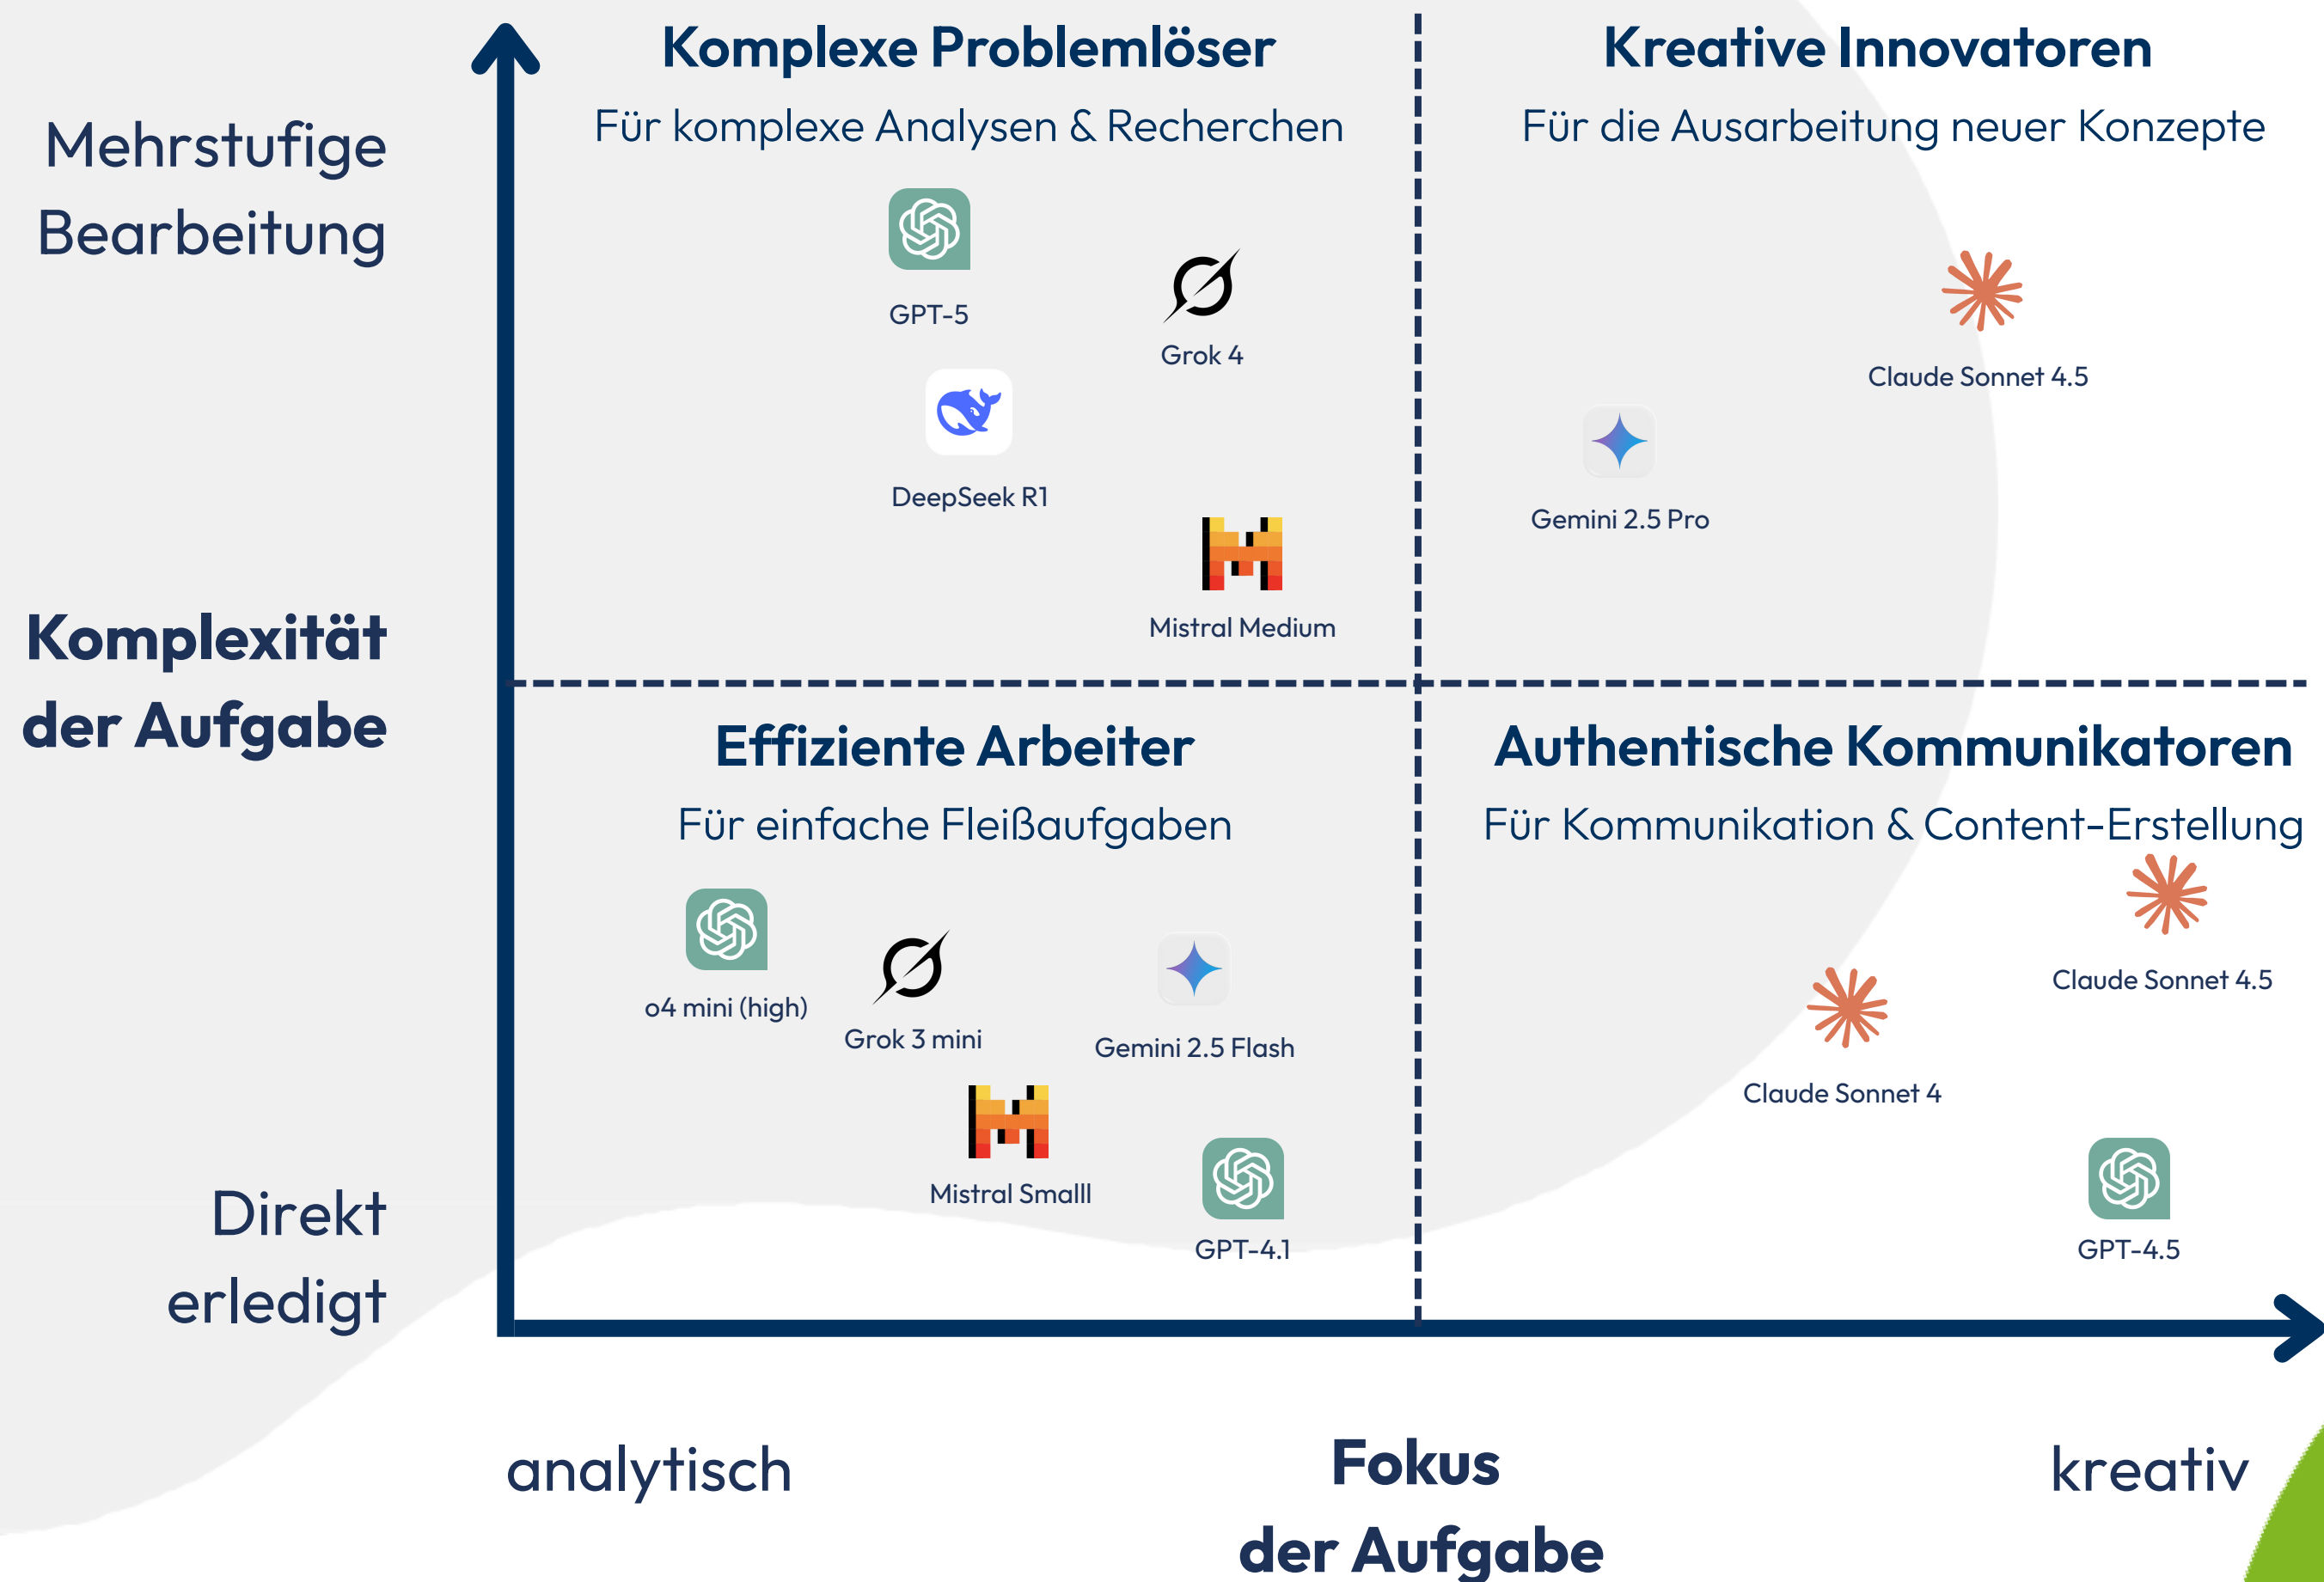 Komplexe Problemlöser
Für komplexe Analysen & Recherchen
Kreative Innovatoren
Für die Ausarbeitung neuer Konzepte
Mehrstufige
Bearbeitung
GPT-5
Grok 4
DeepSeek R1
Mistral Medium
Claude Sonnet 4.5
Gemini 2.5 Pro
Komplexität
der Aufgabe
Effiziente Arbeiter
Für einfache Fleißaufgaben
Authentische Kommunikatoren
Für Kommunikation & Content-Erstellung
o4 mini (high)
Grok 3 mini
Gemini 2.5 Flash
Mistral Smalll
GPT-4.1
Claude Sonnet 4.5
Claude Sonnet 4
GPT-4.5
Direkt
erledigt
analytisch
Fokus
der Aufgabe
kreativ